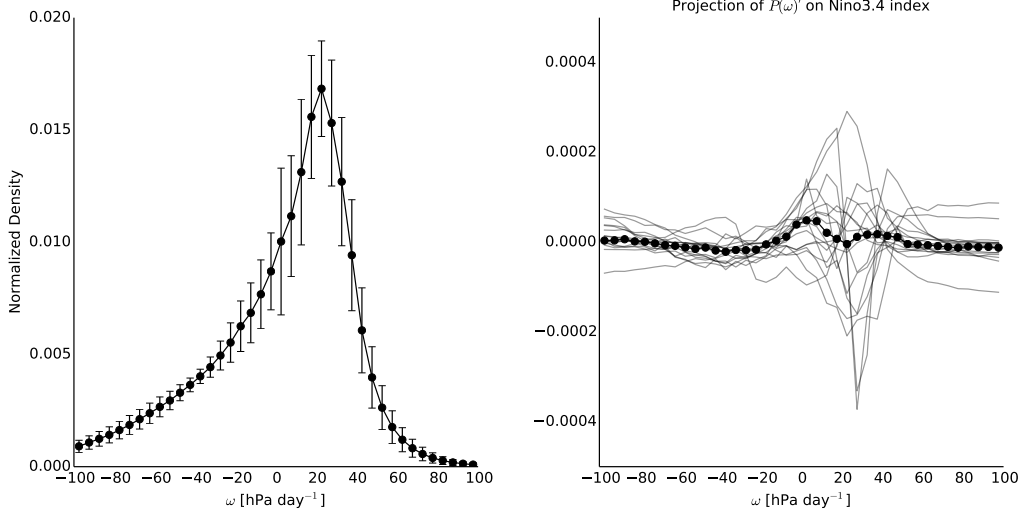 Projection of P(ω)' on Nino3.4 index
0.020
0.015
0.010
0.005
0.000
Normalized Density
−100 −80 −60 −40 −20 0 20 40 60 80 100
ω [hPa day⁻¹]
0.0004
0.0002
0.0000
−0.0002
−0.0004
−100 −80 −60 −40 −20 0 20 40 60 80 100
ω [hPa day⁻¹]